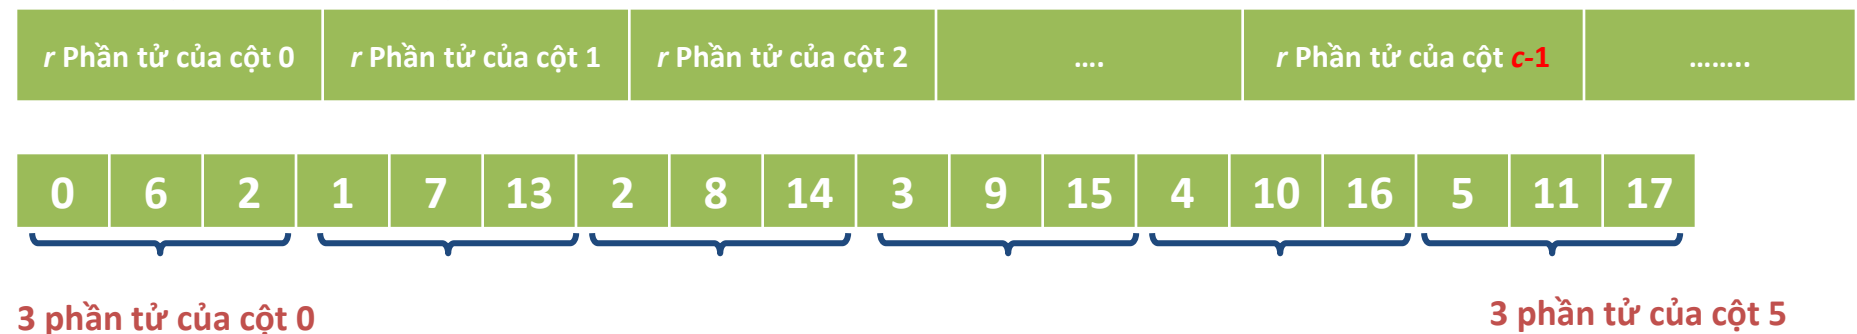 r Phần tử của cột 0 r Phần tử của cột 1 r Phần tử của cột 2 .... r Phần tử của cột c-1 ........
0 6 2 1 7 13 2 8 14 3 9 15 4 10 16 5 11 17
3 phần tử của cột 0 3 phần tử của cột 5